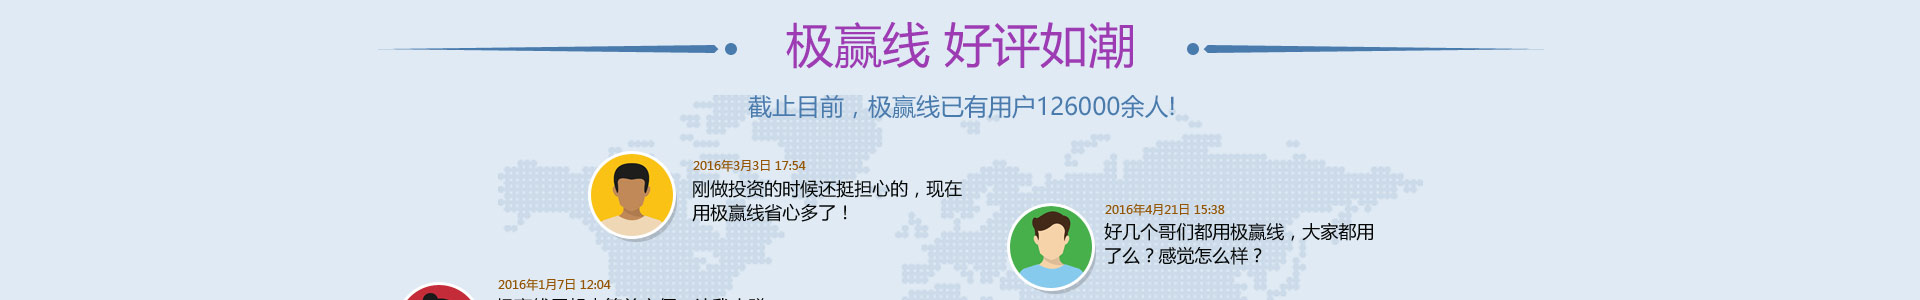 极赢线 好评如潮
截止目前，极赢线已有用户126000余人!
2016年3月3日 17:54
刚做投资的时候还挺担心的，现在
用极赢线省心多了！
2016年4月21日 15:38
好几个哥们都用极赢线，大家都用
了么？感觉怎么样？
2016年1月7日 12:04